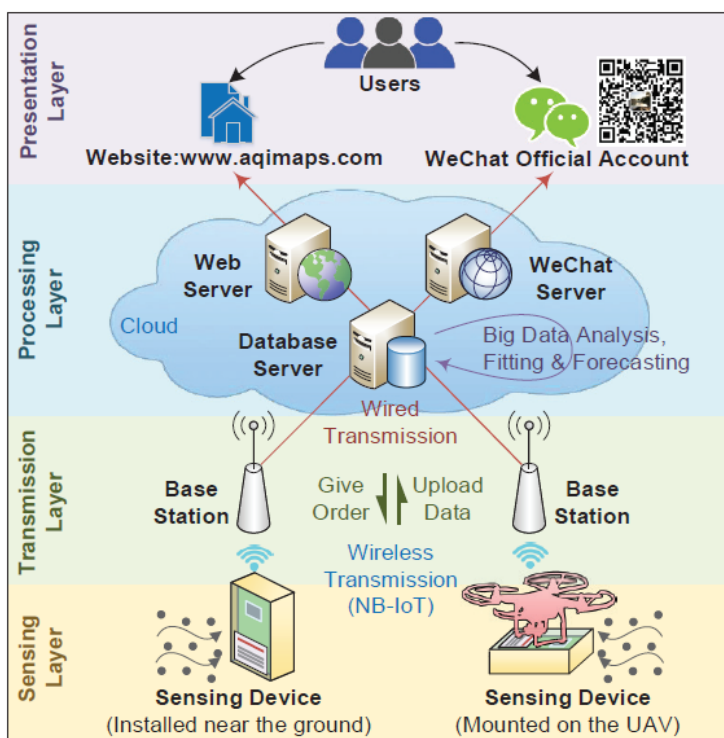 Presentation
Layer
Users
Website:www.aqimaps.com
WeChat Official Account
Processing
Layer
Web
Server
WeChat
Server
Cloud
Database
Server
Big Data Analysis,
Fitting & Forecasting
Wired
Transmission
Transmission
Layer
Base
Station
Give
Order
Upload
Data
Base
Station
Wireless
Transmission
(NB-IoT)
Sensing
Layer
Sensing Device
(Installed near the ground)
Sensing Device
(Mounted on the UAV)